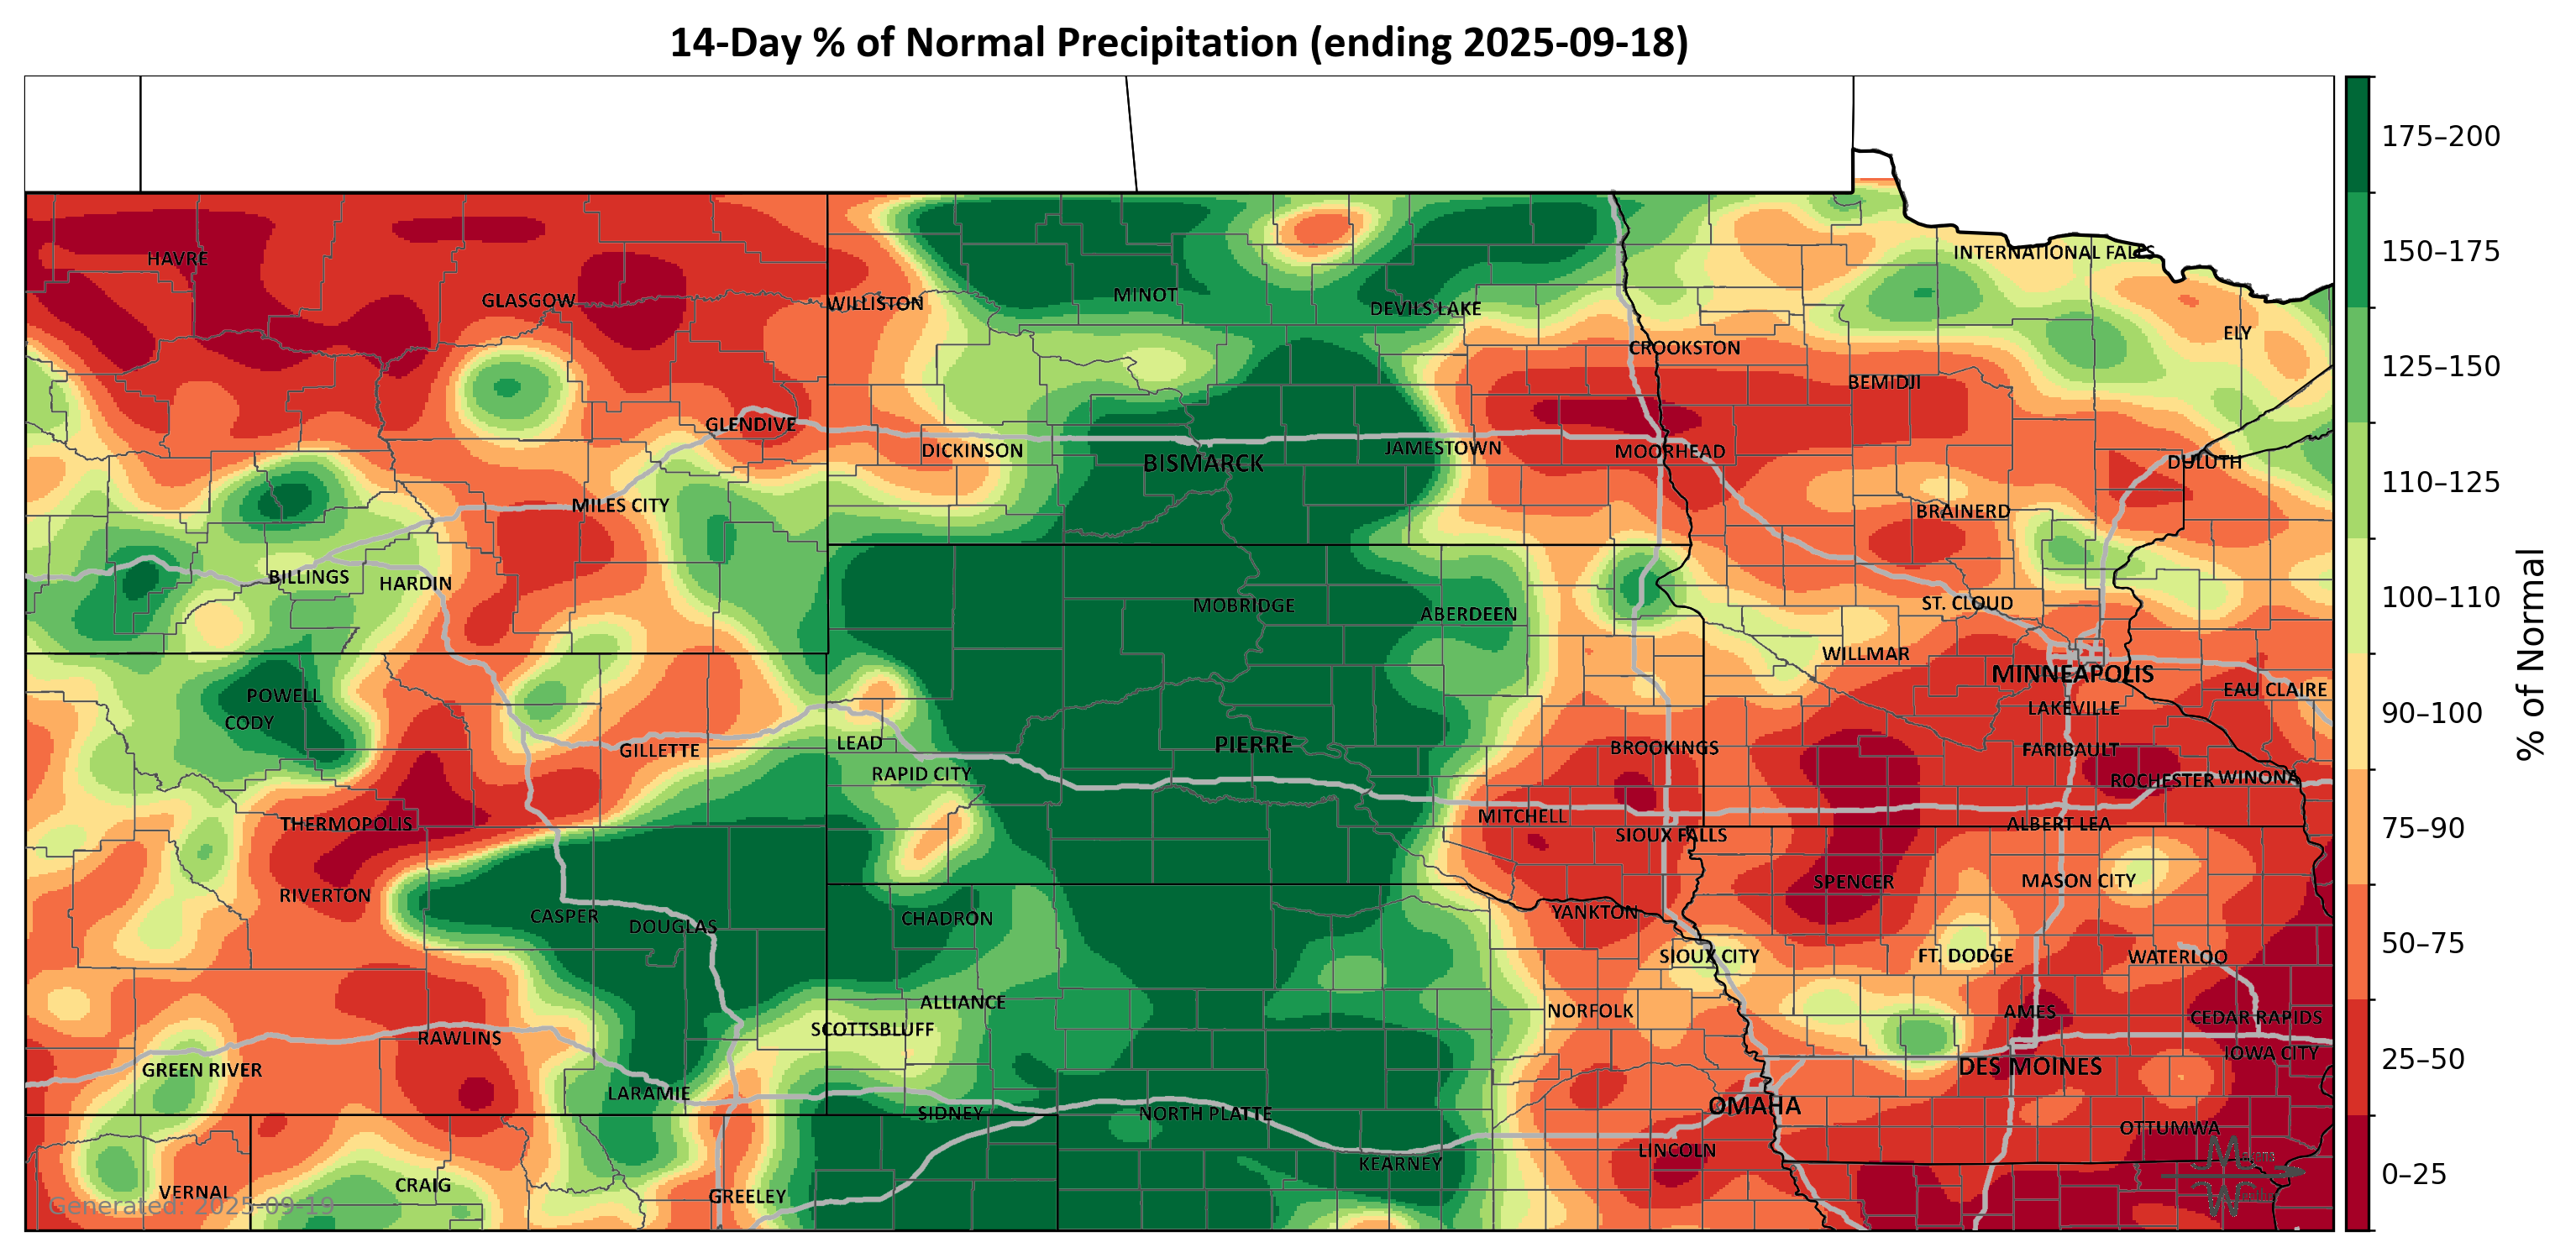 14-Day % of Normal Precipitation (ending 2025-09-18)
175–200
150–175
125–150
110–125
100–110
90–100
75–90
50–75
25–50
0–25
% of Normal
HAVRE
INTERNATIONAL FALLS
GLASGOW
WILLISTON
MINOT
DEVILS LAKE
ELY
CROOKSTON
BEMIDJI
GLENDIVE
DICKINSON
BISMARCK
JAMESTOWN
MOORHEAD
DULUTH
MILES CITY
BRAINERD
BILLINGS
HARDIN
MOBRIDGE
ABERDEEN
ST. CLOUD
WILLMAR
MINNEAPOLIS
POWELL
CODY
EAU CLAIRE
LAKEVILLE
GILLETTE
LEAD
PIERRE
BROOKINGS
FARIBAULT
RAPID CITY
ROCHESTER
WINONA
THERMOPOLIS
MITCHELL
SIOUX FALLS
ALBERT LEA
RIVERTON
SPENCER
MASON CITY
CASPER
DOUGLAS
CHADRON
YANKTON
SIOUX CITY
FT. DODGE
WATERLOO
ALLIANCE
SCOTTSBLUFF
NORFOLK
AMES
CEDAR RAPIDS
RAWLINS
IOWA CITY
GREEN RIVER
DES MOINES
LARAMIE
SIDNEY
NORTH PLATTE
OMAHA
OTTUMWA
LINCOLN
KEARNEY
VERNAL
CRAIG
GREELEY
Generated: 2025-09-19